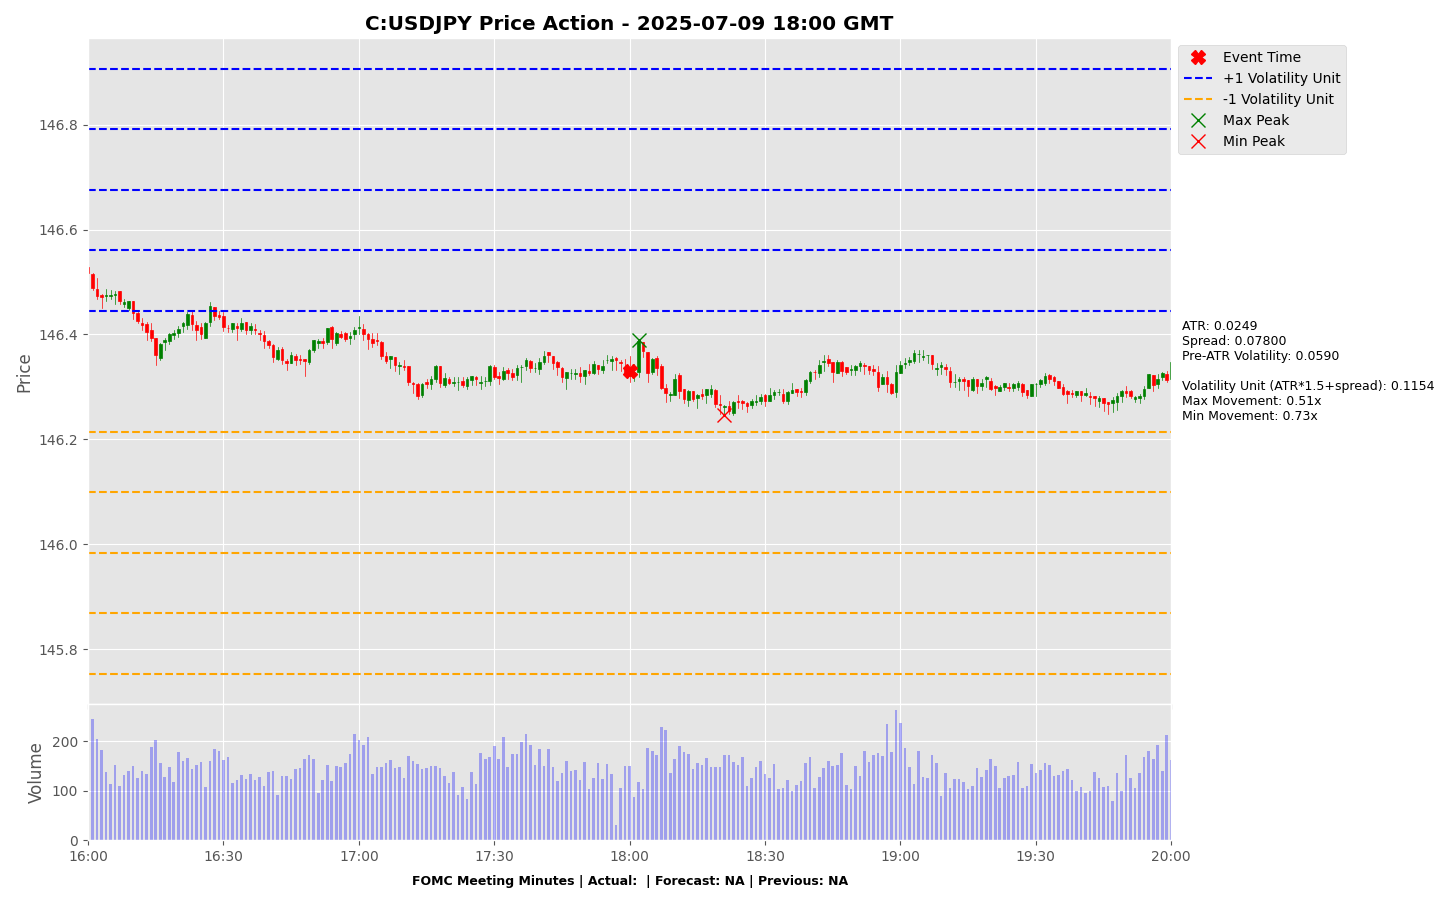 C:USDJPY Price Action - 2025-07-09 18:00 GMT
Event Time
+1 Volatility Unit
-1 Volatility Unit
Max Peak
Min Peak
Price
146.8
146.6
146.4
146.2
146.0
145.8
ATR: 0.0249
Spread: 0.07800
Pre-ATR Volatility: 0.0590
Volatility Unit (ATR*1.5+spread): 0.1154
Max Movement: 0.51x
Min Movement: 0.73x
Volume
200
100
0
16:00 16:30 17:00 17:30 18:00 18:30 19:00 19:30 20:00
FOMC Meeting Minutes | Actual:  | Forecast: NA | Previous: NA